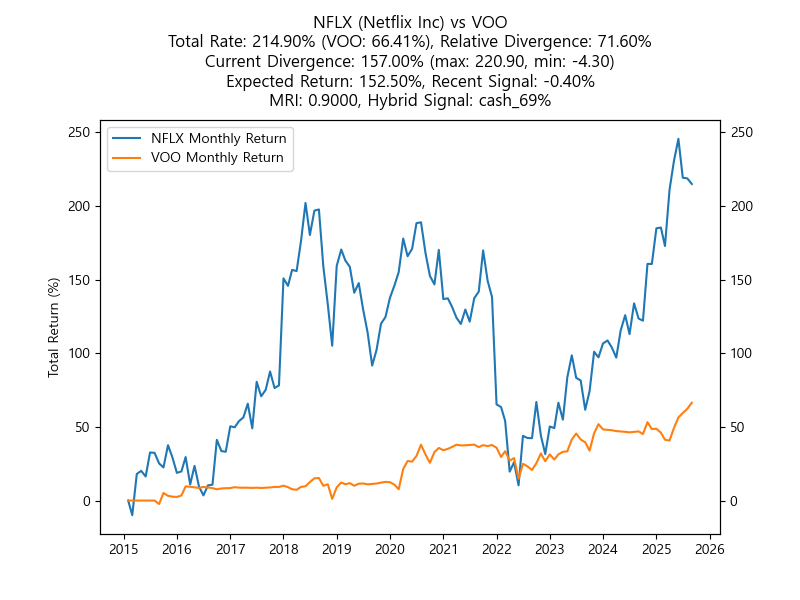 NFLX (Netflix Inc) vs VOO
Total Rate: 214.90% (VOO: 66.41%), Relative Divergence: 71.60%
Current Divergence: 157.00% (max: 220.90, min: -4.30)
Expected Return: 152.50%, Recent Signal: -0.40%
MRI: 0.9000, Hybrid Signal: cash_69%
NFLX Monthly Return
VOO Monthly Return
Total Return (%)
250
200
150
100
50
0
250
200
150
100
50
0
2015 2016 2017 2018 2019 2020 2021 2022 2023 2024 2025 2026